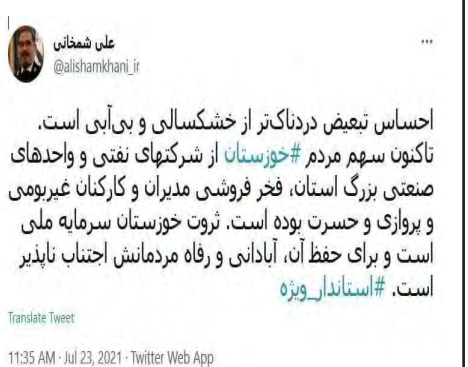 علی شمخانی
@alishamkhani_ir
احساس تبعیض دردناک‌تر از خشکسالی و بی‌آبی است.
تاکنون سهم مردم #خوزستان از شرکتهای نفتی و واحدهای
صنعتی بزرگ استان، فخر فروشی مدیران و کارکنان غیربومی
و پروازی و حسرت بوده است. ثروت خوزستان سرمایه ملی
است و برای حفظ آن، آبادانی و رفاه مردمانش اجتناب ناپذیر
است. #استاندار_ویژه
Translate Tweet
11:35 AM · Jul 23, 2021 · Twitter Web App